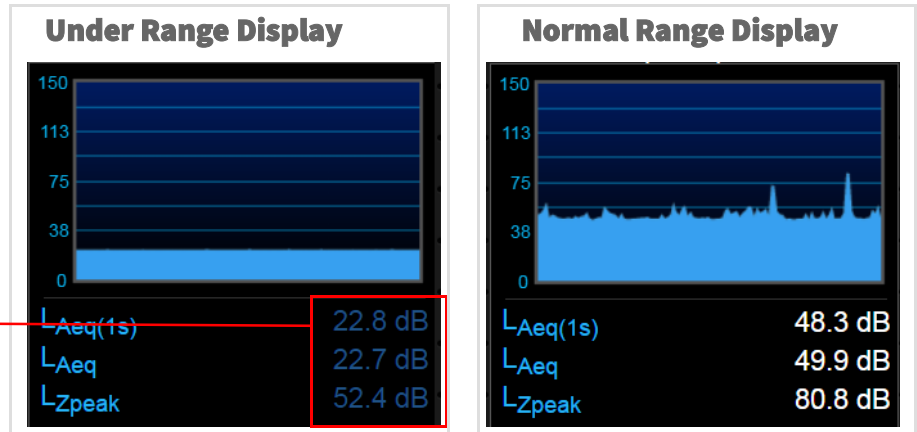 Under Range Display
150
113
75
38
0
LAeq(1s) 22.8 dB
LAeq 22.7 dB
LZpeak 52.4 dB
Normal Range Display
150
113
75
38
0
LAeq(1s) 48.3 dB
LAeq 49.9 dB
LZpeak 80.8 dB